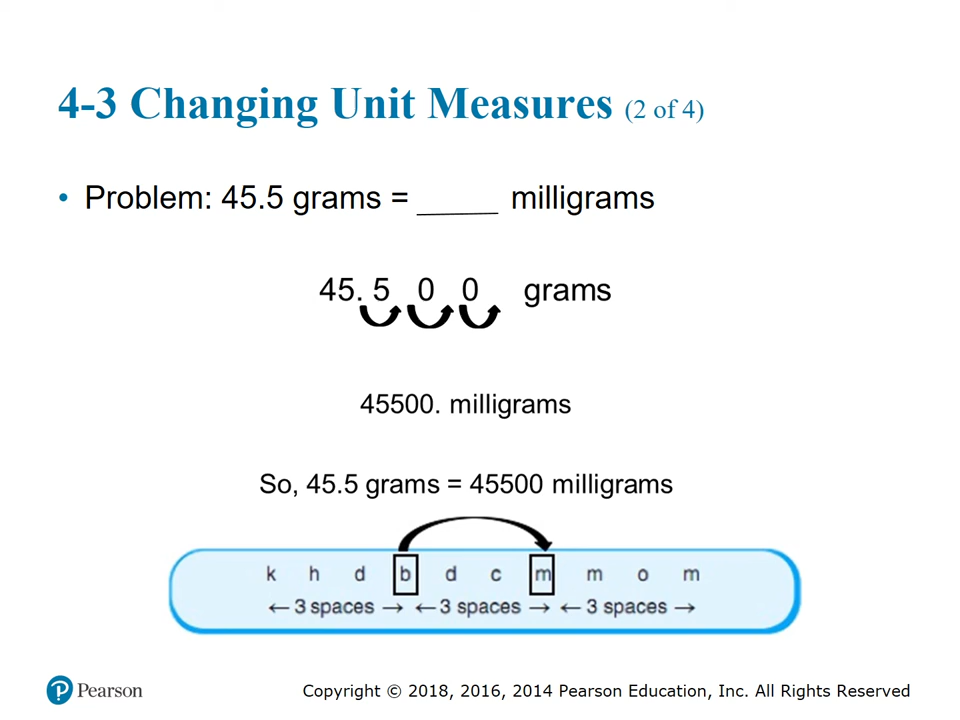 4-3 Changing Unit Measures (2 of 4)
• Problem: 45.5 grams = _____ milligrams
45. 5 0 0 grams
45500. milligrams
So, 45.5 grams = 45500 milligrams
k h d b d c m m o m
← 3 spaces → ← 3 spaces → ← 3 spaces →
Pearson
Copyright © 2018, 2016, 2014 Pearson Education, Inc. All Rights Reserved